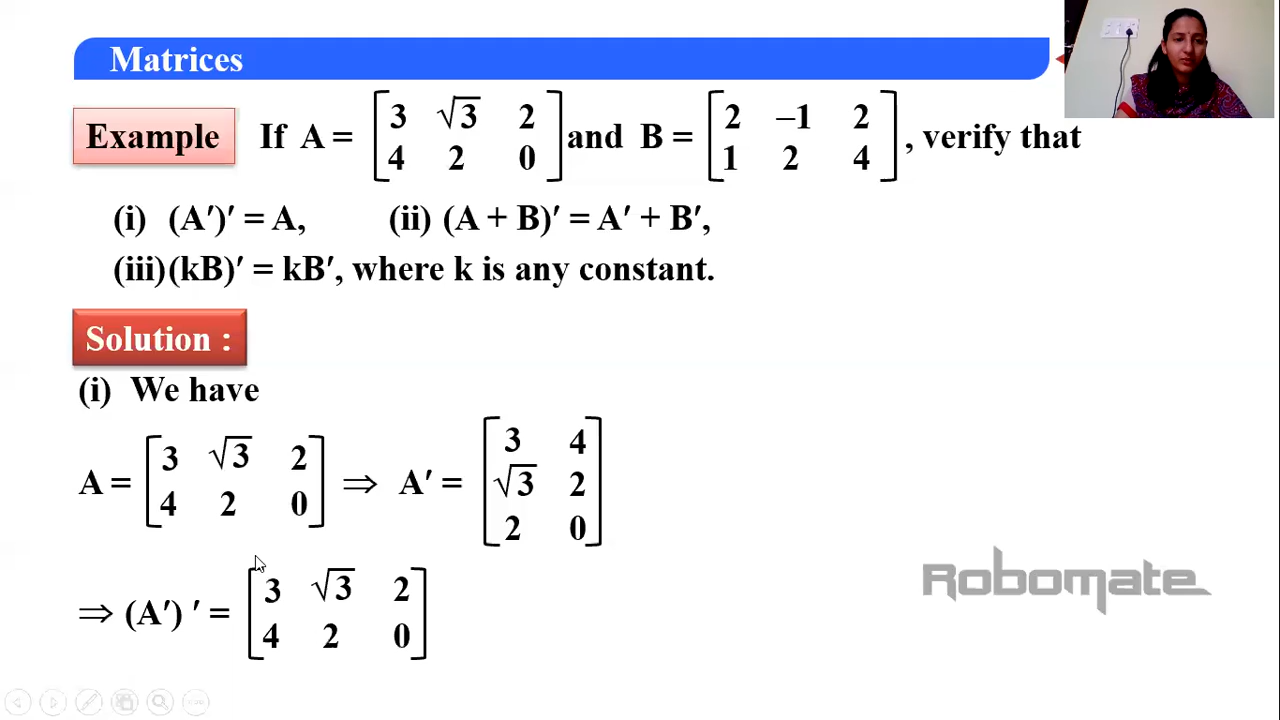 Matrices
Example If A = [3 √3 2
4 2 0] and B = [2 –1 2
1 2 4], verify that
(i) (A′)′ = A, (ii) (A + B)′ = A′ + B′,
(iii) (kB)′ = kB′, where k is any constant.
Solution :
(i) We have
A = [3 √3 2
4 2 0] ⇒ A′ = [3 4
√3 2
2 0]
⇒ (A′) ′ = [3 √3 2
4 2 0]
Robomate